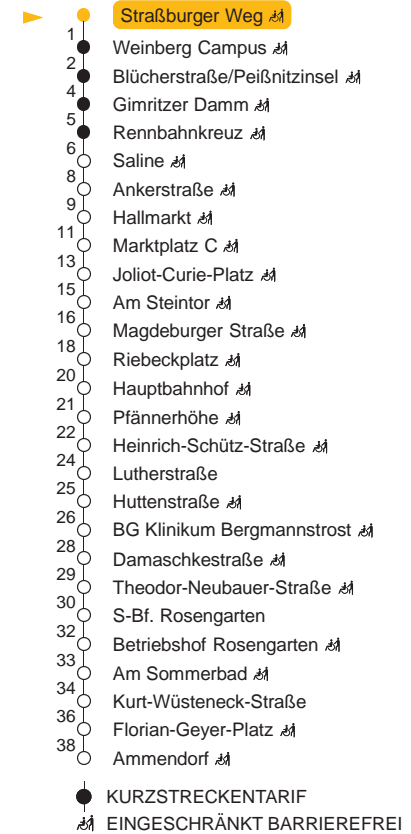 Straßburger Weg
1
Weinberg Campus
2
Blücherstraße/Peißnitzinsel
4
Gimritzer Damm
5
Rennbahnkreuz
6
Saline
8
Ankerstraße
9
Hallmarkt
11
Marktplatz C
13
Joliot-Curie-Platz
15
Am Steintor
16
Magdeburger Straße
18
Riebeckplatz
20
Hauptbahnhof
21
Pfännerhöhe
22
Heinrich-Schütz-Straße
24
Lutherstraße
25
Huttenstraße
26
BG Klinikum Bergmannstrost
28
Damaschkestraße
29
Theodor-Neubauer-Straße
30
S-Bf. Rosengarten
32
Betriebshof Rosengarten
33
Am Sommerbad
34
Kurt-Wüsteneck-Straße
36
Florian-Geyer-Platz
38
Ammendorf
KURZSTRECKENTARIF
EINGESCHRÄNKT BARRIEREFREI